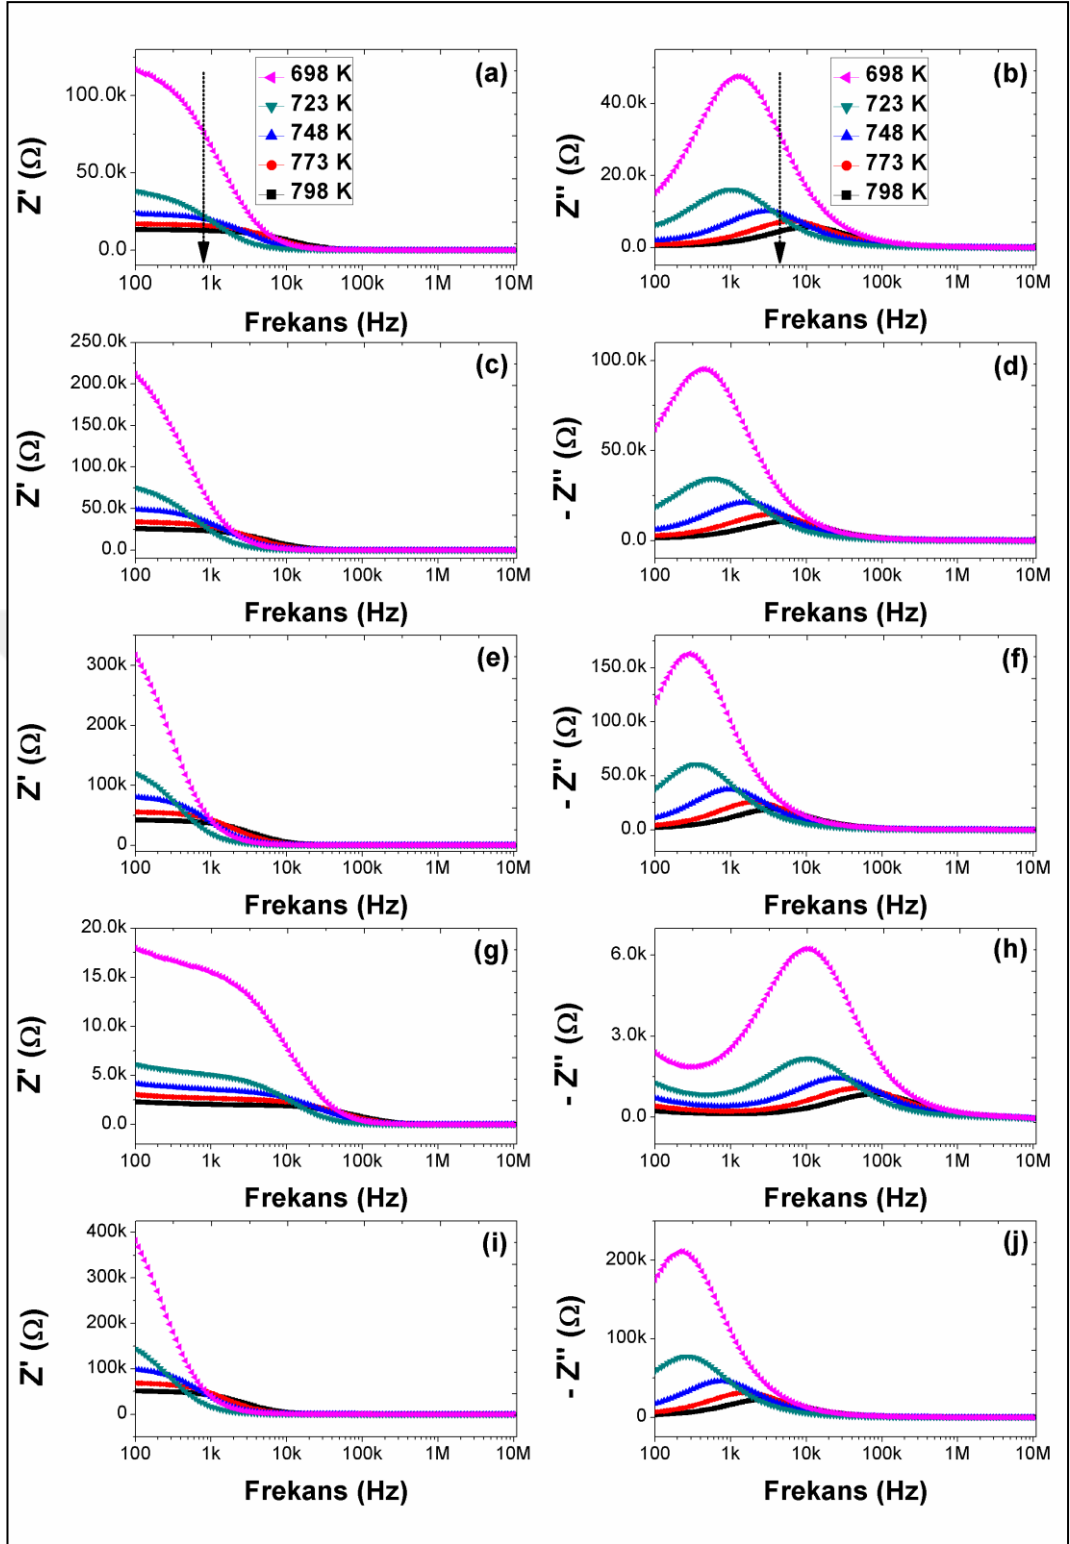 (a)
698 K
723 K
748 K
773 K
798 K
Z' (Ω)
100.0k
50.0k
0.0
100 1k 10k 100k 1M 10M
Frekans (Hz)
(b)
698 K
723 K
748 K
773 K
798 K
Z'' (Ω)
40.0k
20.0k
0.0
100 1k 10k 100k 1M 10M
Frekans (Hz)
(c)
Z' (Ω)
250.0k
200.0k
150.0k
100.0k
50.0k
0.0
100 1k 10k 100k 1M 10M
Frekans (Hz)
(d)
- Z'' (Ω)
100.0k
50.0k
0.0
100 1k 10k 100k 1M 10M
Frekans (Hz)
(e)
Z' (Ω)
300k
200k
100k
0
100 1k 10k 100k 1M 10M
Frekans (Hz)
(f)
- Z'' (Ω)
150.0k
100.0k
50.0k
0.0
100 1k 10k 100k 1M 10M
Frekans (Hz)
(g)
Z' (Ω)
20.0k
15.0k
10.0k
5.0k
0.0
100 1k 10k 100k 1M 10M
Frekans (Hz)
(h)
- Z'' (Ω)
6.0k
3.0k
0.0
100 1k 10k 100k 1M 10M
Frekans (Hz)
(i)
Z' (Ω)
400k
300k
200k
100k
0
100 1k 10k 100k 1M 10M
Frekans (Hz)
(j)
- Z'' (Ω)
200k
100k
0
100 1k 10k 100k 1M 10M
Frekans (Hz)